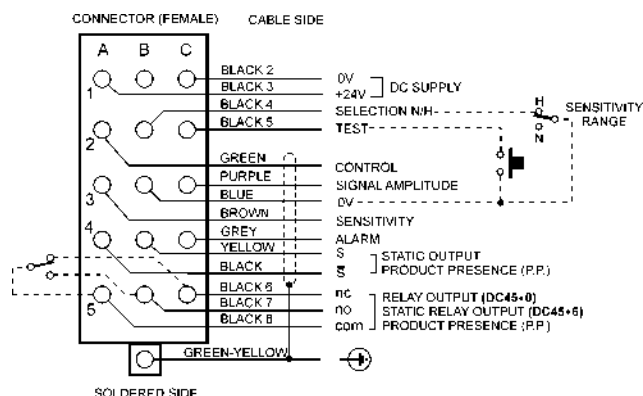 CONNECTOR (FEMALE) CABLE SIDE
A B C
1
2
3
4
5
BLACK 2 0V
BLACK 3 +24V
DC SUPPLY
BLACK 4 SELECTION N/H
BLACK 5 TEST
H
N
SENSITIVITY
RANGE
GREEN CONTROL
PURPLE SIGNAL AMPLITUDE
BLUE 0V
BROWN SENSITIVITY
GREY ALARM
YELLOW S STATIC OUTPUT
BLACK S̅ PRODUCT PRESENCE (P.P.)
BLACK 6 nc RELAY OUTPUT (DC45+0)
BLACK 7 no STATIC RELAY OUTPUT (DC45+6)
BLACK 8 com PRODUCT PRESENCE (P.P)
GREEN-YELLOW
SOLDERED SIDE